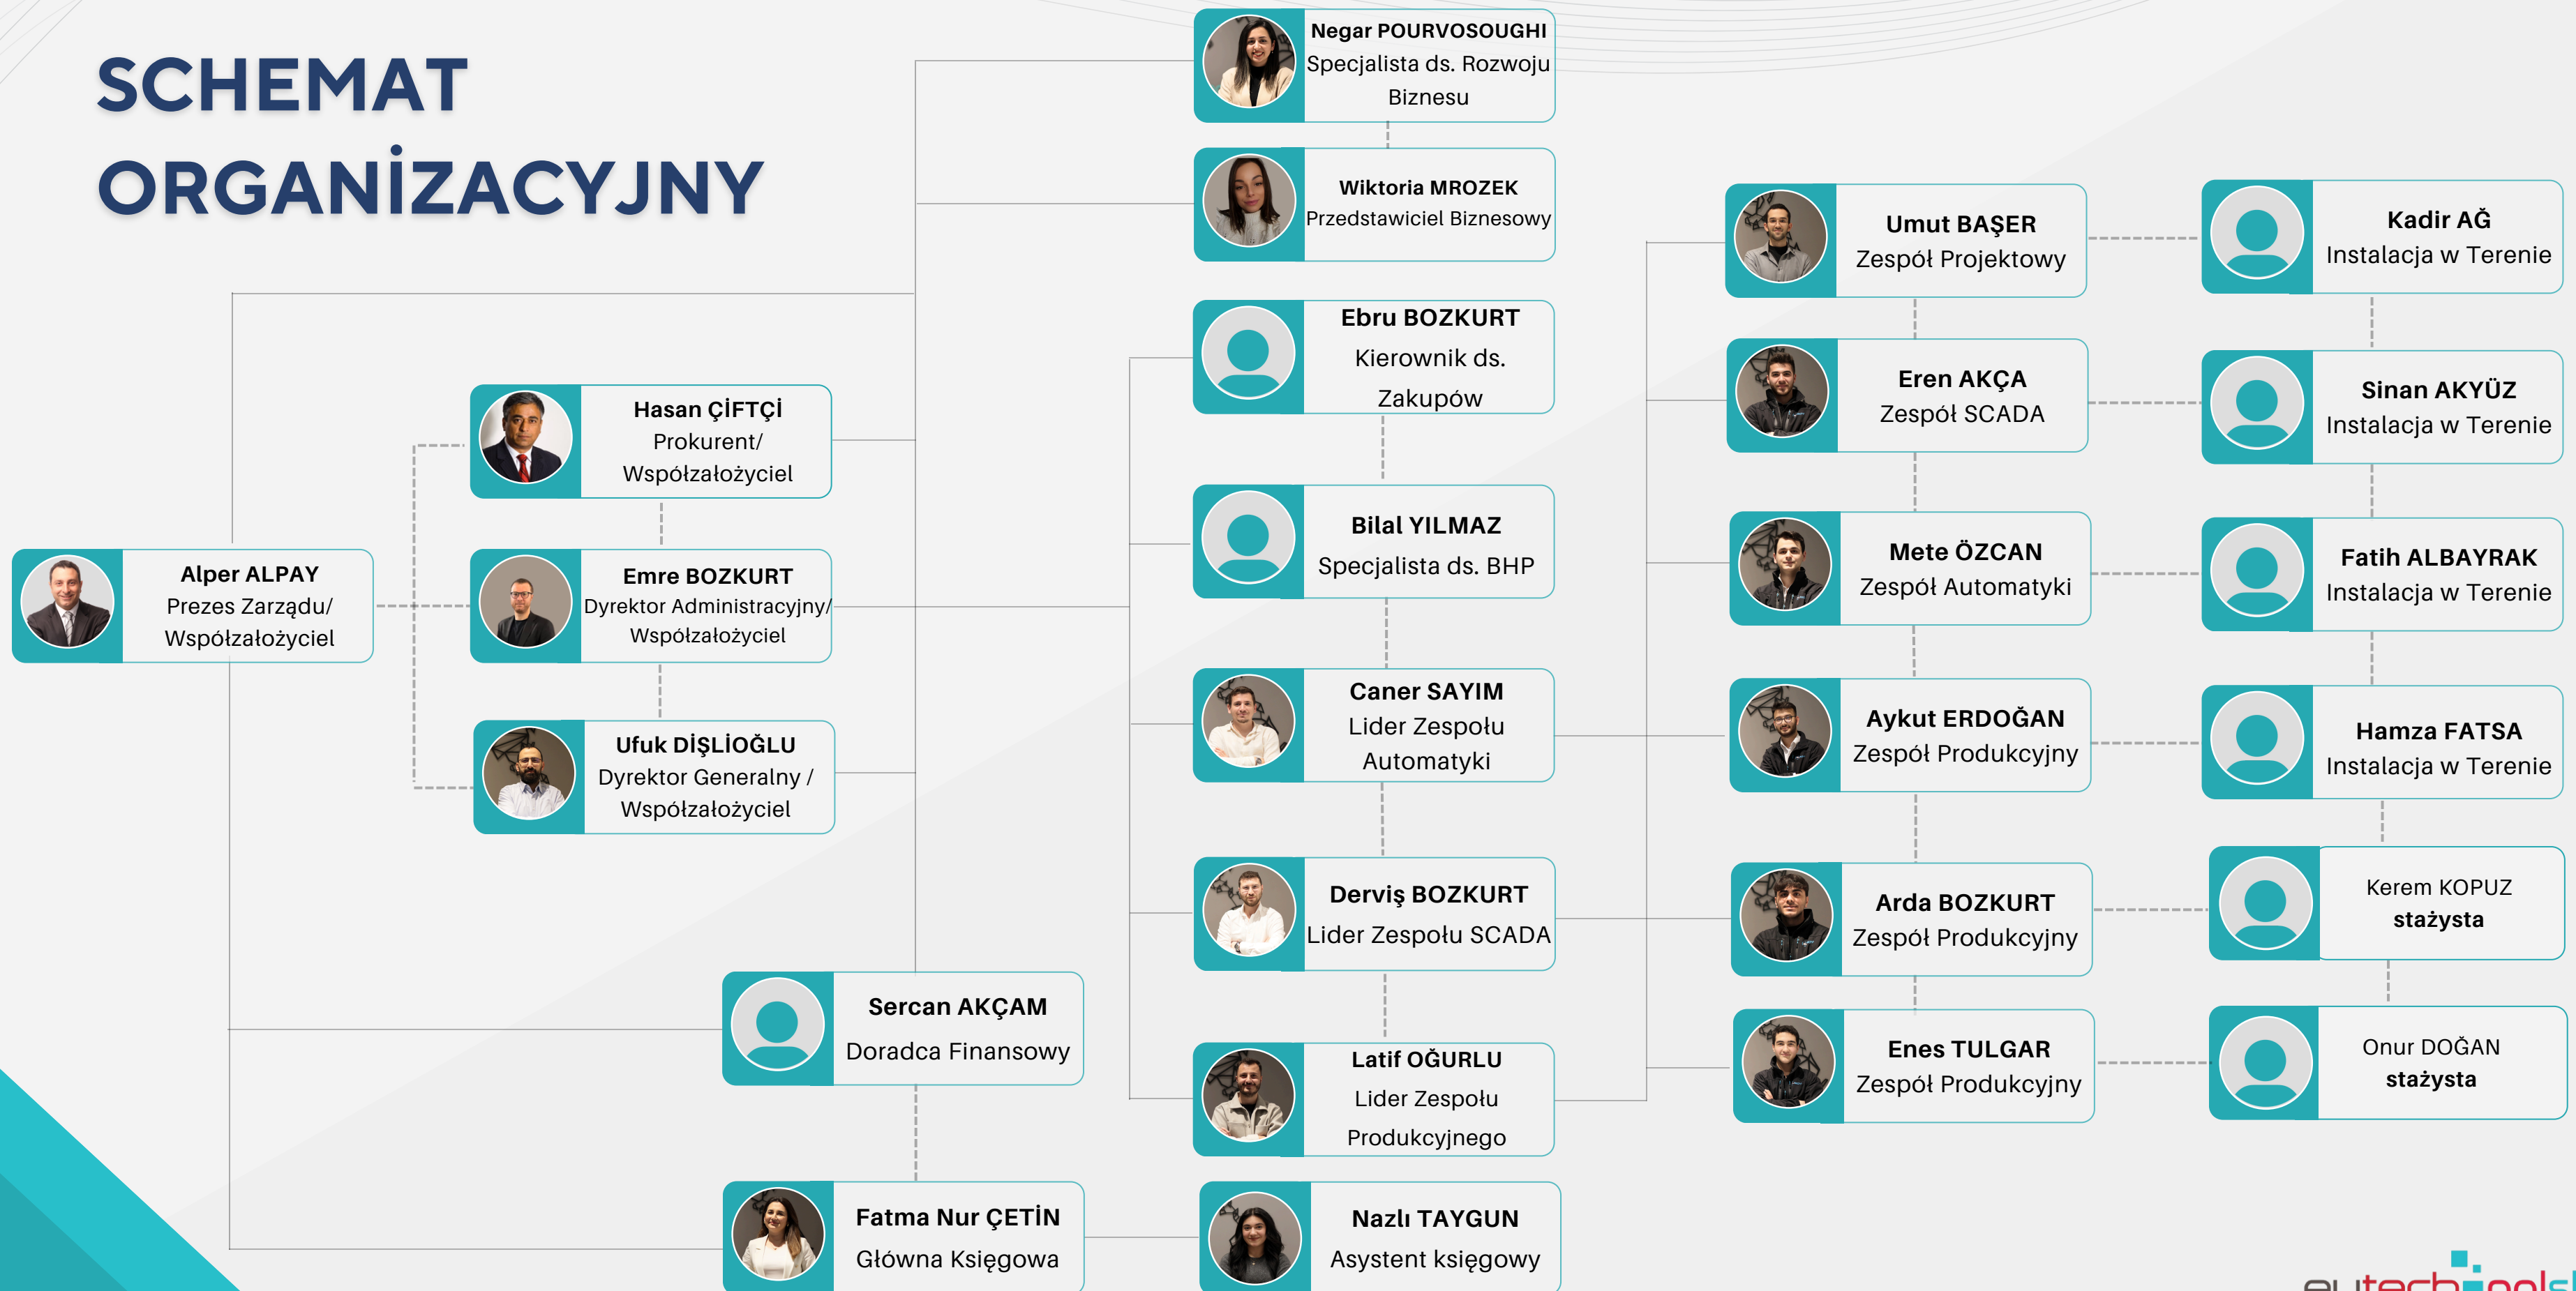 SCHEMAT
ORGANİZACYJNY
Negar POURVOSOUGHI
Specjalista ds. Rozwoju
Biznesu
Wiktoria MROZEK
Przedstawiciel Biznesowy
Ebru BOZKURT
Kierownik ds.
Zakupów
Bilal YILMAZ
Specjalista ds. BHP
Caner SAYIM
Lider Zespołu
Automatyki
Derviş BOZKURT
Lider Zespołu SCADA
Latif OĞURLU
Lider Zespołu
Produkcyjnego
Nazlı TAYGUN
Asystent księgowy
Hasan ÇİFTÇİ
Prokurent/
Współzałożyciel
Alper ALPAY
Prezes Zarządu/
Współzałożyciel
Emre BOZKURT
Dyrektor Administracyjny/
Współzałożyciel
Ufuk DİŞLİOĞLU
Dyrektor Generalny /
Współzałożyciel
Sercan AKÇAM
Doradca Finansowy
Fatma Nur ÇETİN
Główna Księgowa
Umut BAŞER
Zespół Projektowy
Eren AKÇA
Zespół SCADA
Mete ÖZCAN
Zespół Automatyki
Aykut ERDOĞAN
Zespół Produkcyjny
Arda BOZKURT
Zespół Produkcyjny
Enes TULGAR
Zespół Produkcyjny
Kadir AĞ
Instalacja w Terenie
Sinan AKYÜZ
Instalacja w Terenie
Fatih ALBAYRAK
Instalacja w Terenie
Hamza FATSA
Instalacja w Terenie
Kerem KOPUZ
stażysta
Onur DOĞAN
stażysta